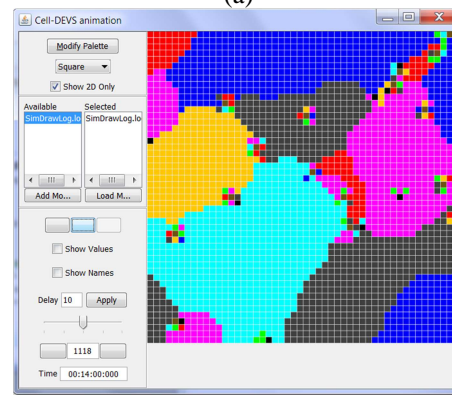 (a)
Cell-DEVS animation
Modify Palette
Square
Show 2D Only
Available Selected
SimDrawLog.lo SimDrawLog.lo
Add Mo... Load M...
Show Values
Show Names
Delay 10 Apply
1118
Time 00:14:00:000